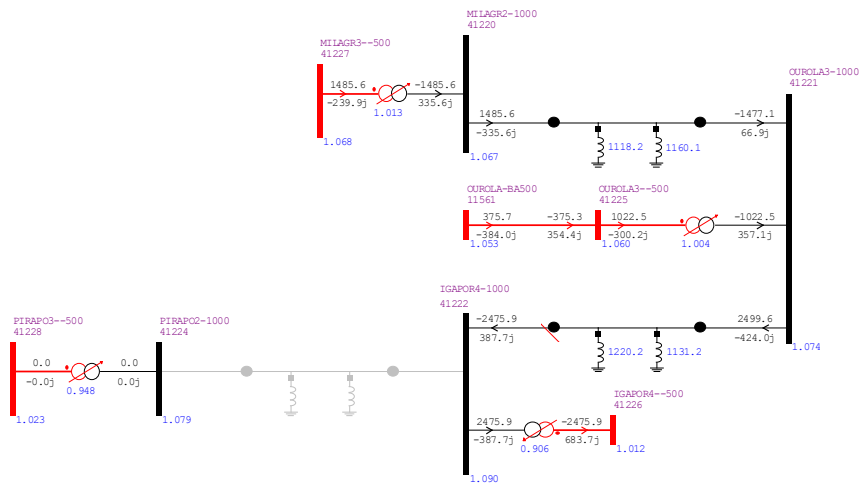 MILAGR2-1000
41220
MILAGR3--500
41227
OUROLA3-1000
41221
1485.6
-1485.6
-239.9j
335.6j
1.013
1485.6
-1477.1
-335.6j
66.9j
1.068
1118.2
1160.1
1.067
OUROLA-BA500
11561
OUROLA3--500
41225
375.7
-375.3
1022.5
-1022.5
-384.0j
354.4j
-300.2j
357.1j
1.053
1.060
1.004
IGAPOR4-1000
41222
PIRAPO3--500
41228
PIRAPO2-1000
41224
-2475.9
2499.6
387.7j
-424.0j
1220.2
1131.2
1.074
0.0
0.0
-0.0j
0.0j
0.948
IGAPOR4--500
41226
1.023
1.079
2475.9
-2475.9
-387.7j
683.7j
0.906
1.012
1.090